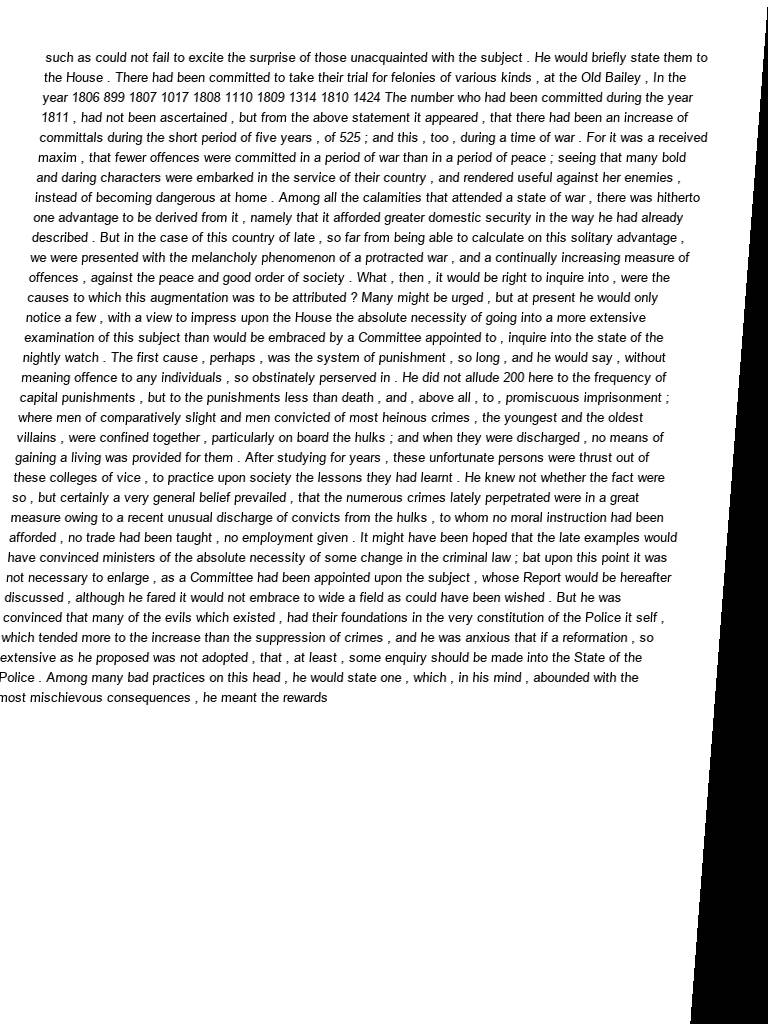 such as could not fail to excite the surprise of those unacquainted with the subject . He would briefly state them to
the House . There had been committed to take their trial for felonies of various kinds , at the Old Bailey , In the
year 1806 899 1807 1017 1808 1110 1809 1314 1810 1424 The number who had been committed during the year
1811 , had not been ascertained , but from the above statement it appeared , that there had been an increase of
committals during the short period of five years , of 525 ; and this , too , during a time of war . For it was a received
maxim , that fewer offences were committed in a period of war than in a period of peace ; seeing that many bold
and daring characters were embarked in the service of their country , and rendered useful against her enemies ,
instead of becoming dangerous at home . Among all the calamities that attended a state of war , there was hitherto
one advantage to be derived from it , namely that it afforded greater domestic security in the way he had already
described . But in the case of this country of late , so far from being able to calculate on this solitary advantage ,
we were presented with the melancholy phenomenon of a protracted war , and a continually increasing measure of
offences , against the peace and good order of society . What , then , it would be right to inquire into , were the
causes to which this augmentation was to be attributed ? Many might be urged , but at present he would only
notice a few , with a view to impress upon the House the absolute necessity of going into a more extensive
examination of this subject than would be embraced by a Committee appointed to , inquire into the state of the
nightly watch . The first cause , perhaps , was the system of punishment , so long , and he would say , without
meaning offence to any individuals , so obstinately perserved in . He did not allude 200 here to the frequency of
capital punishments , but to the punishments less than death , and , above all , to , promiscuous imprisonment ;
where men of comparatively slight and men convicted of most heinous crimes , the youngest and the oldest
villains , were confined together , particularly on board the hulks ; and when they were discharged , no means of
gaining a living was provided for them . After studying for years , these unfortunate persons were thrust out of
these colleges of vice , to practice upon society the lessons they had learnt . He knew not whether the fact were
so , but certainly a very general belief prevailed , that the numerous crimes lately perpetrated were in a great
measure owing to a recent unusual discharge of convicts from the hulks , to whom no moral instruction had been
afforded , no trade had been taught , no employment given . It might have been hoped that the late examples would
have convinced ministers of the absolute necessity of some change in the criminal law ; bat upon this point it was
not necessary to enlarge , as a Committee had been appointed upon the subject , whose Report would be hereafter
discussed , although he fared it would not embrace to wide a field as could have been wished . But he was
convinced that many of the evils which existed , had their foundations in the very constitution of the Police it self ,
which tended more to the increase than the suppression of crimes , and he was anxious that if a reformation , so
extensive as he proposed was not adopted , that , at least , some enquiry should be made into the State of the
Police . Among many bad practices on this head , he would state one , which , in his mind , abounded with the
most mischievous consequences , he meant the rewards